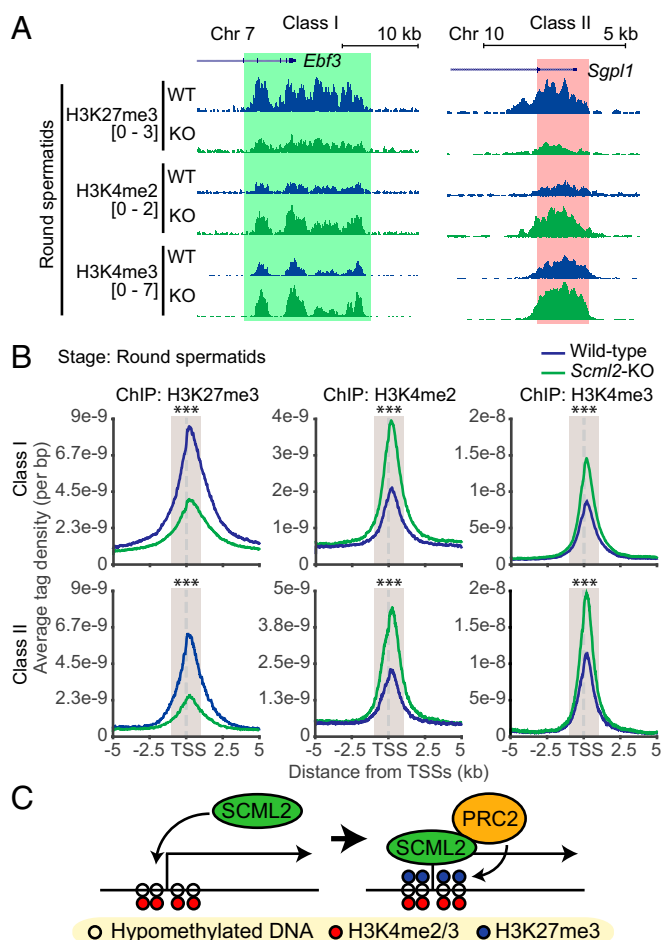 A
Chr 7 Class I 10 kb
Ebf3
Chr 10 Class II 5 kb
Sgpl1
Round spermatids
H3K27me3
[0 - 3]
WT
KO
H3K4me2
[0 - 2]
WT
KO
H3K4me3
[0 - 7]
WT
KO
B Stage: Round spermatids
Wild-type
Scml2-KO
Average tag density (per bp)
Class I
ChIP: H3K27me3
***
9e-9
6.7e-9
4.5e-9
2.3e-9
0
ChIP: H3K4me2
***
4e-9
3e-9
2e-9
9e-9
0
ChIP: H3K4me3
***
2e-8
1e-8
1e-8
5e-9
0
Class II
***
9e-9
6.7e-9
4.5e-9
2.3e-9
0
-5 -2.5 TSS 2.5 5
***
5e-9
3.8e-9
2.5e-9
1.3e-9
0
-5 -2.5 TSS 2.5 5
***
2e-8
1e-8
1e-8
5e-9
0
-5 -2.5 TSS 2.5 5
Distance from TSSs (kb)
C
SCML2
SCML2
PRC2
Hypomethylated DNA H3K4me2/3 H3K27me3